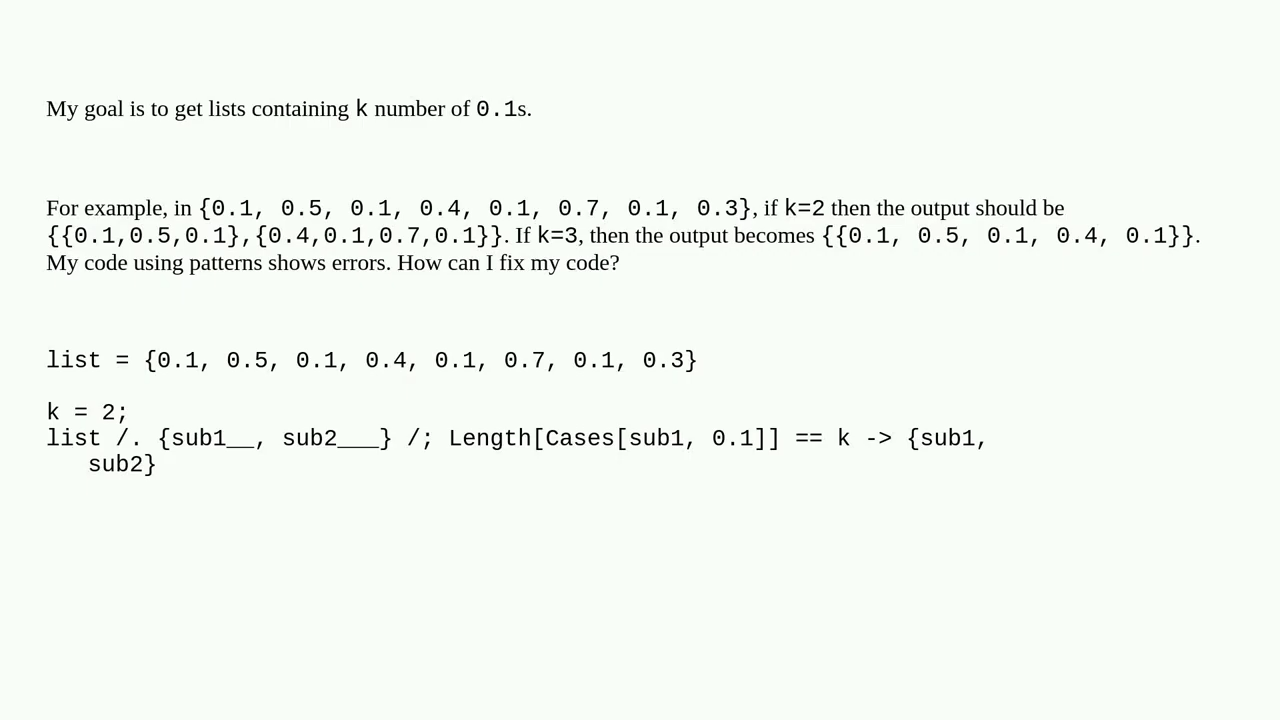 My goal is to get lists containing k number of 0.1s.
For example, in {0.1, 0.5, 0.1, 0.4, 0.1, 0.7, 0.1, 0.3}, if k=2 then the output should be
{{0.1,0.5,0.1},{0.4,0.1,0.7,0.1}}. If k=3, then the output becomes {{0.1, 0.5, 0.1, 0.4, 0.1}}.
My code using patterns shows errors. How can I fix my code?
list = {0.1, 0.5, 0.1, 0.4, 0.1, 0.7, 0.1, 0.3}
k = 2;
list /. {sub1__, sub2___} /; Length[Cases[sub1, 0.1]] == k -> {sub1,
sub2}